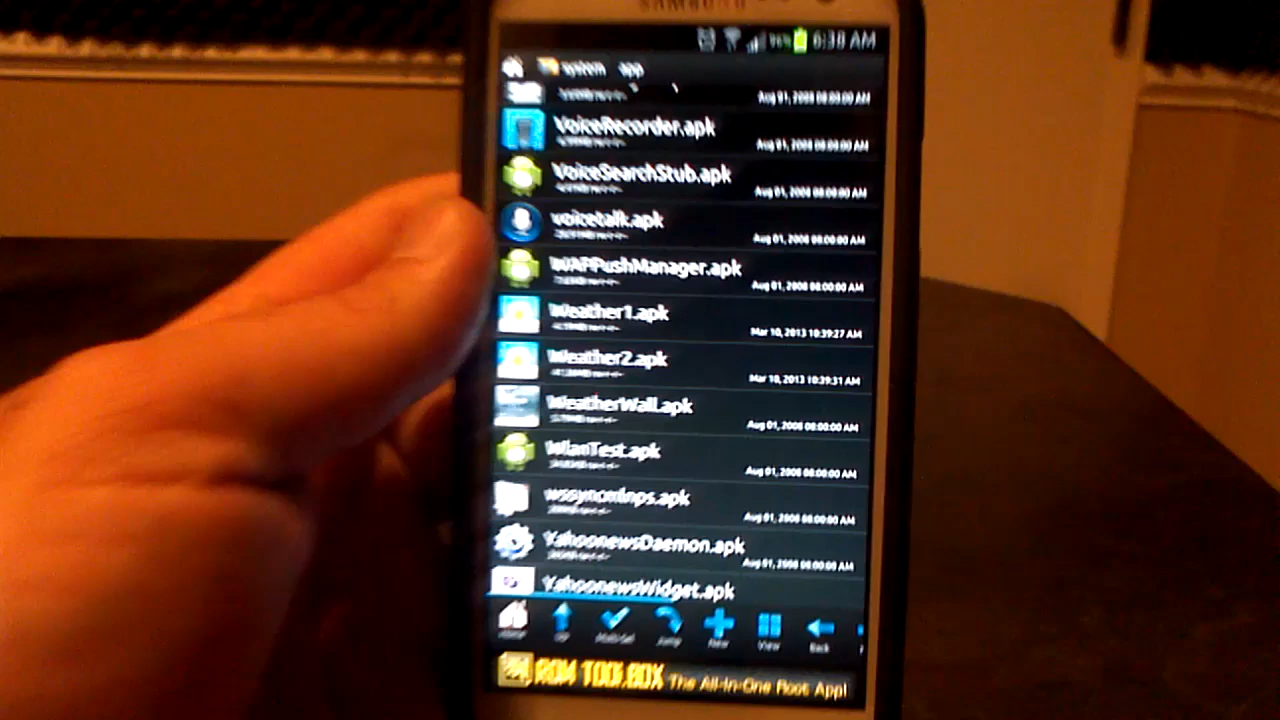 SAMSUNG
6:38 AM
system app
Aug 01, 2008 08:00:00 AM
VoiceRecorder.apk
Aug 01, 2008 08:00:00 AM
VoiceSearchStub.apk
Aug 01, 2008 08:00:00 AM
voicetalk.apk
Aug 01, 2008 08:00:00 AM
WAPPushManager.apk
Aug 01, 2008 08:00:00 AM
Weather1.apk
Mar 10, 2013 10:39:27 AM
Weather2.apk
Mar 10, 2013 10:39:31 AM
WeatherWall.apk
Aug 01, 2008 08:00:00 AM
WlanTest.apk
Aug 01, 2008 08:00:00 AM
wssyncmlnps.apk
Aug 01, 2008 08:00:00 AM
YahoonewsDaemon.apk
Aug 01, 2008 08:00:00 AM
YahoonewsWidget.apk
Home Up Multi-Sel Jump New View Back
ROM TOOLBOX The All-In-One Root App!